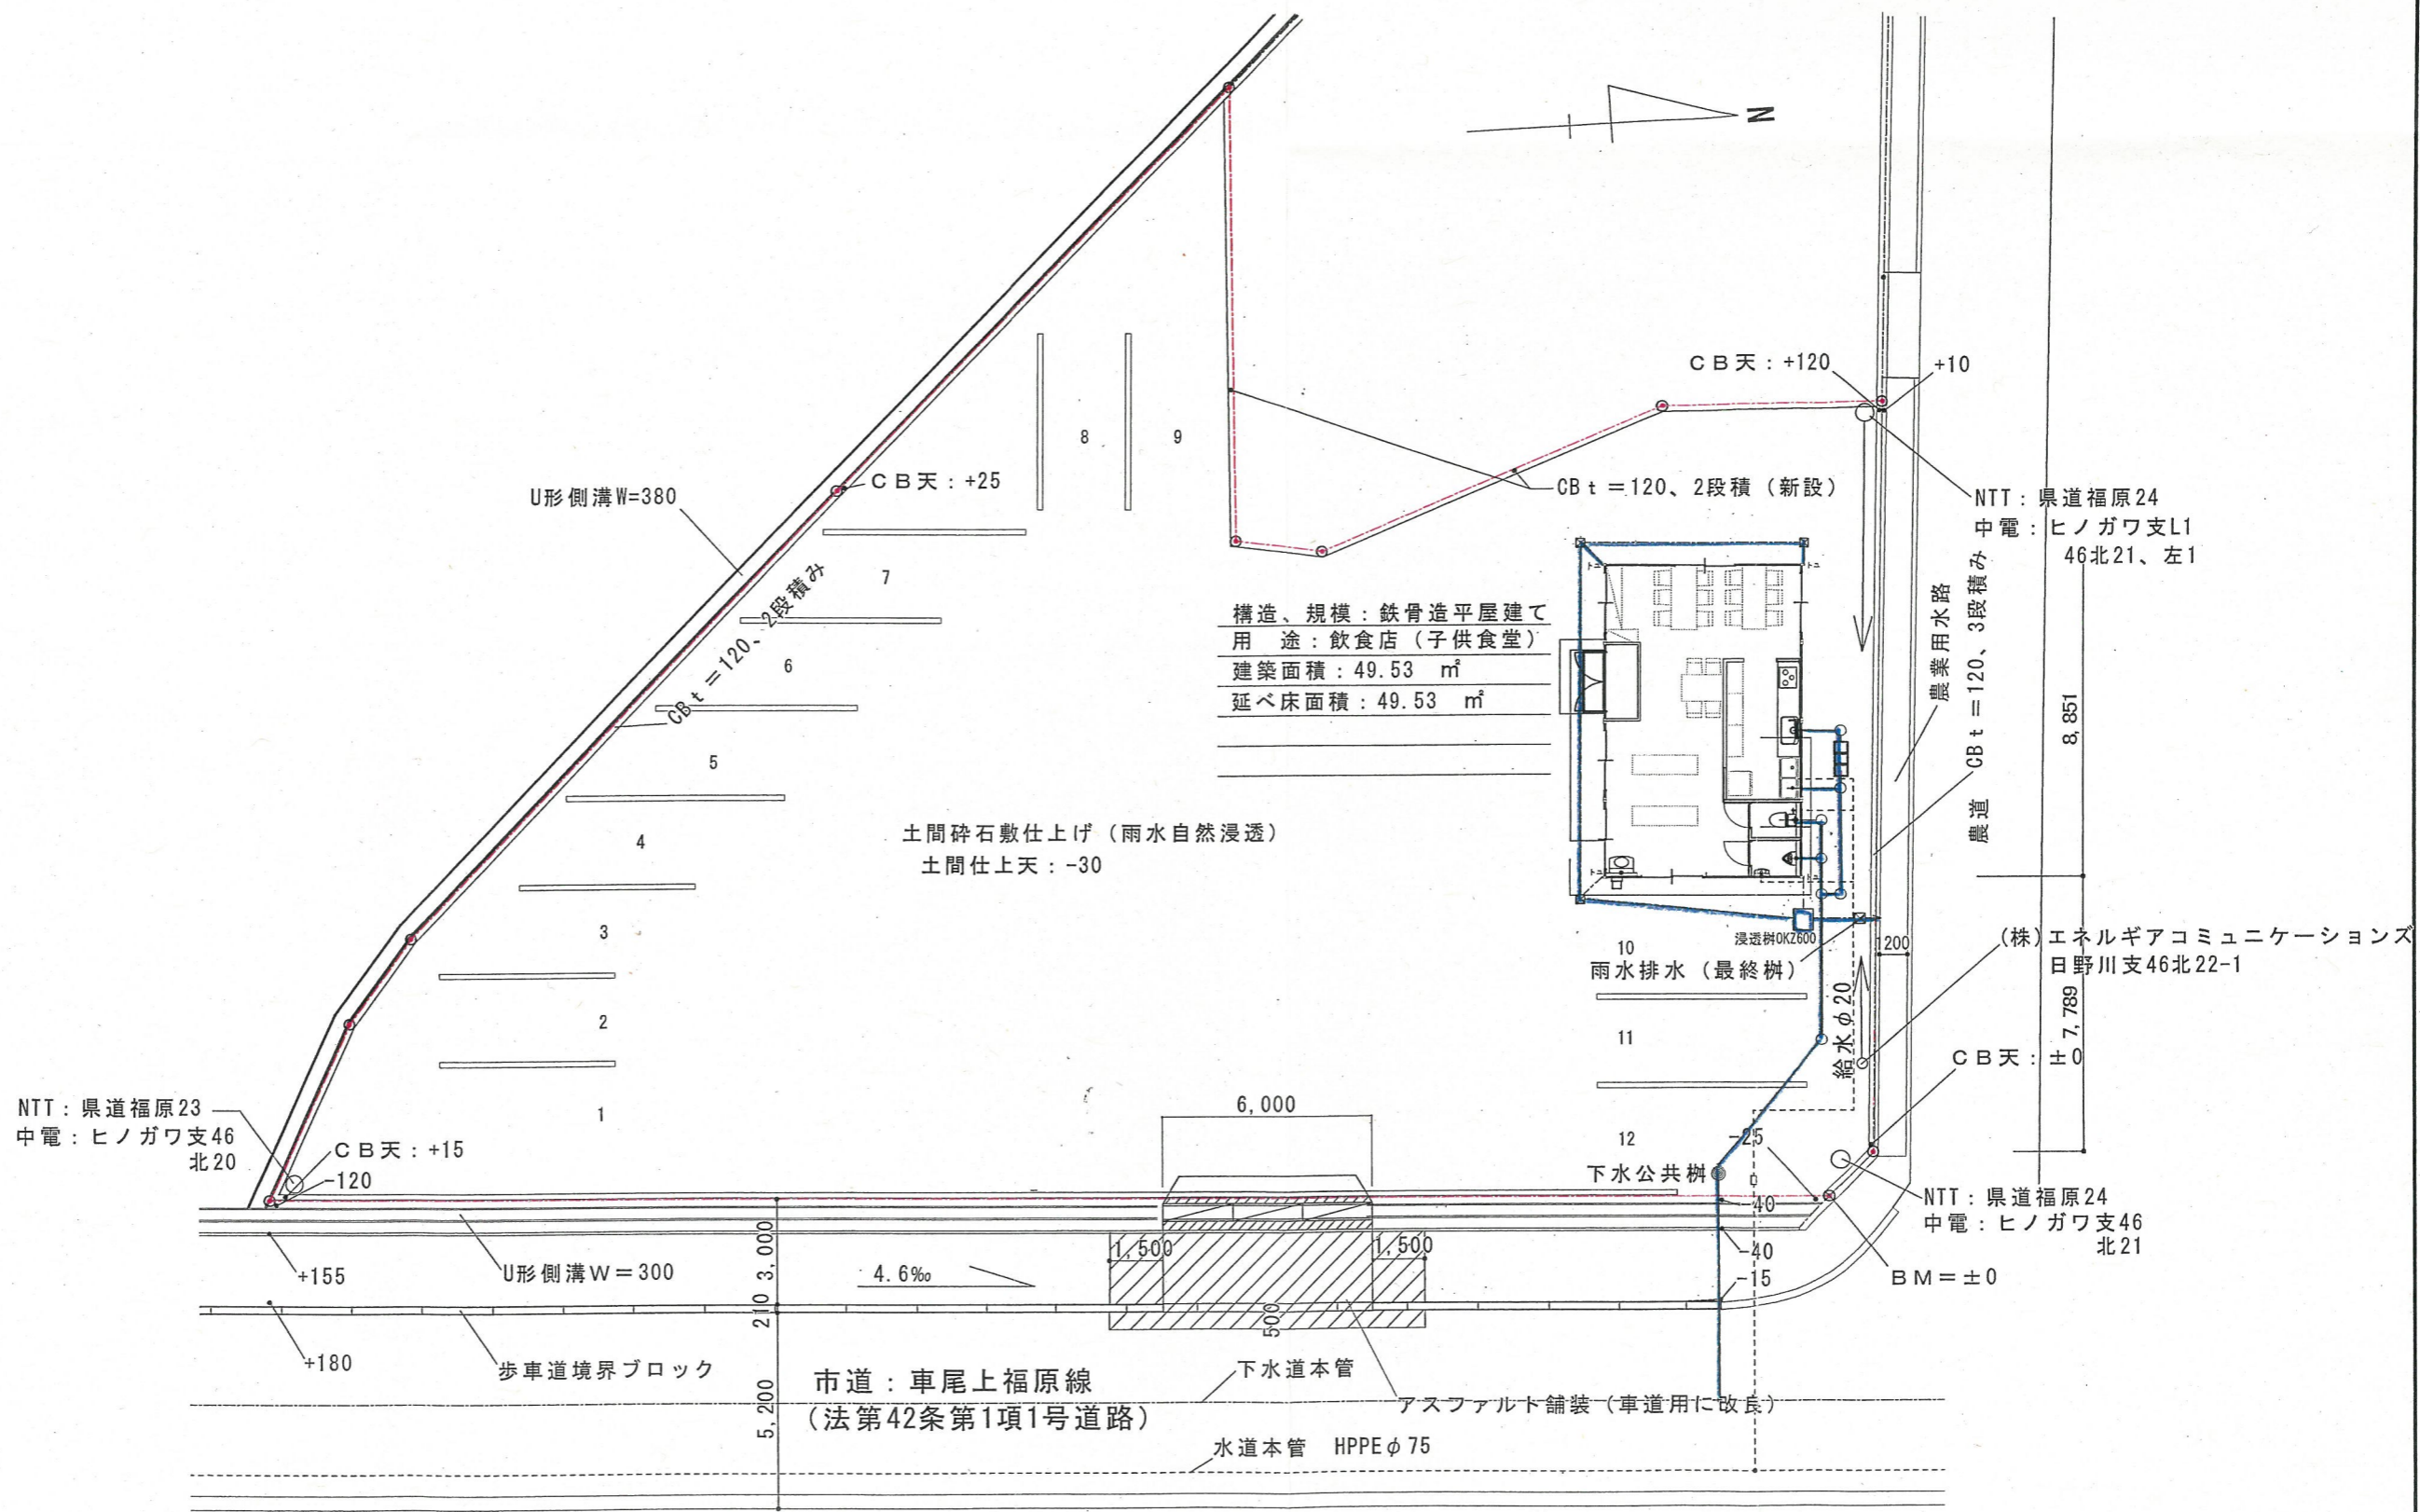 N
CB天：+120
+10
8
9
CB天：+25
U形側溝W=380
CBｔ＝120、2段積（新設）
NTT：県道福原24
中電：ヒノガワ支L1
46北21、左1
7
CBｔ＝120、2段積み
6
5
4
3
2
1
構造、規模：鉄骨造平屋建て
用　途：飲食店（子供食堂）
建築面積：49.53　㎡
延べ床面積：49.53　㎡
トユ
トユ
トユ
トユ
農業用水路
農道　CBｔ＝120、3段積み
8,851
土間砕石敷仕上げ（雨水自然浸透）
土間仕上天：-30
浸透桝OKZ600
10
雨水排水（最終桝）
200
(株)エネルギアコミュニケーションズ
日野川支46北22-1
7,789
給水φ20
11
CB天：±0
12
-25
6,000
下水公共桝
NTT：県道福原23
中電：ヒノガワ支46
北20
CB天：+15
-120
-40
-40
-15
NTT：県道福原24
中電：ヒノガワ支46
北21
BM＝±0
+155
U形側溝W＝300
3,000
4.6‰
1,500
1,500
500
210
+180
歩車道境界ブロック
5,200
市道：車尾上福原線
（法第42条第1項1号道路）
下水道本管
アスファルト舗装（車道用に改良）
水道本管　HPPEφ75